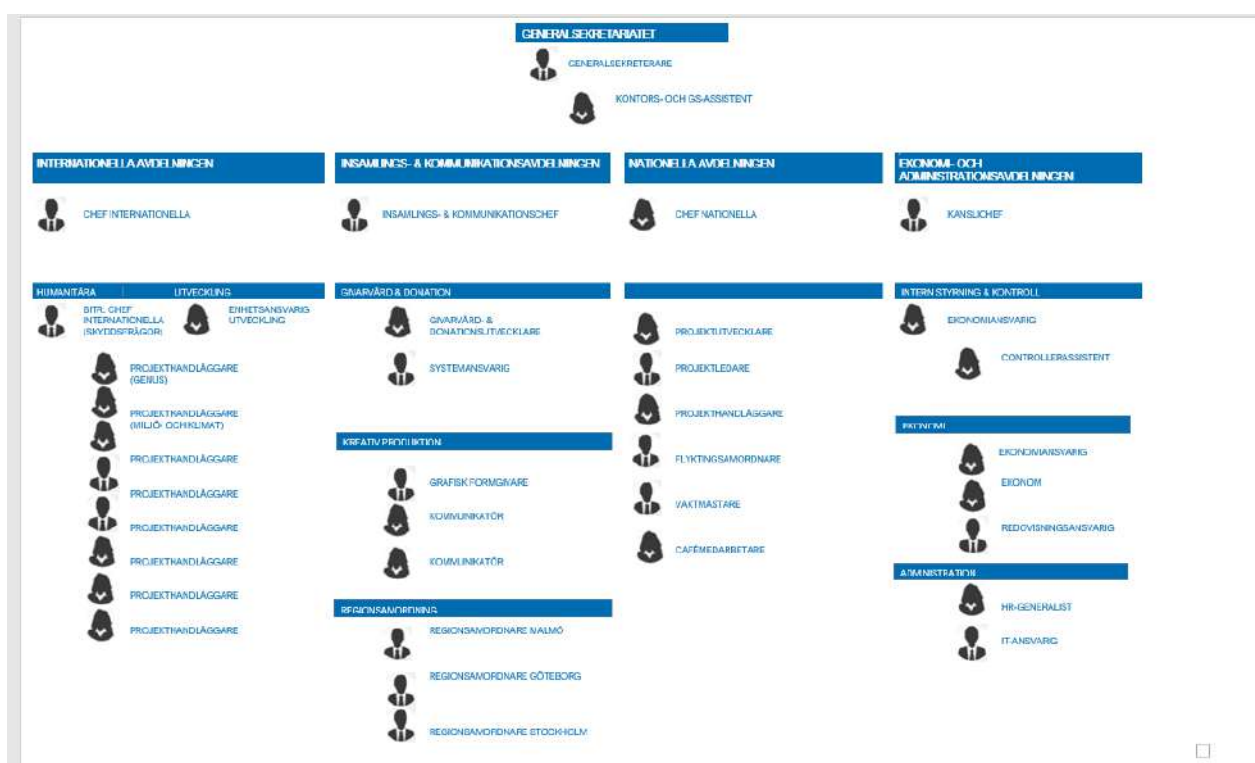 GENERALSEKRETARIATET
GENERALSEKRETERARE
KONTORS- OCH GS-ASSISTENT
INTERNATIONELLA AVDELNINGEN
CHEF INTERNATIONELLA
HUMANITÄRA
UTVECKLING
BITR. CHEF
INTERNATIONELLA
(SKYDDSFRÅGOR)
ENHETSANSVARIG
UTVECKLING
PROJEKTHANDLÄGGARE
(GENUS)
PROJEKTHANDLÄGGARE
(MILJÖ- OCH KLIMAT)
PROJEKTHANDLÄGGARE
PROJEKTHANDLÄGGARE
PROJEKTHANDLÄGGARE
PROJEKTHANDLÄGGARE
PROJEKTHANDLÄGGARE
PROJEKTHANDLÄGGARE
INSAMLINGS- & KOMMUNIKATIONSAVDELNINGEN
INSAMLINGS- & KOMMUNIKATIONSCHEF
GIVARVÅRD & DONATION
GIVARVÅRD- &
DONATIONSUTVECKLARE
SYSTEMANSVARIG
KREATIV PRODUKTION
GRAFISK FORMGIVARE
KOMMUNIKATÖR
KOMMUNIKATÖR
REGIONSAMORDNING
REGIONSAMORDNARE MALMÖ
REGIONSAMORDNARE GÖTEBORG
REGIONSAMORDNARE STOCKHOLM
NATIONELLA AVDELNINGEN
CHEF NATIONELLA
PROJEKTUTVECKLARE
PROJEKTLEDARE
PROJEKTHANDLÄGGARE
FLYKTINGSAMORDNARE
VAKTMÄSTARE
CAFÉMEDARBETARE
EKONOMI- OCH
ADMINISTRATIONSAVDELNINGEN
KANSLICHEF
INTERN STYRNING & KONTROLL
EKONOMIANSVARIG
CONTROLLERASSISTENT
EKONOMI
EKONOMIANSVARIG
EKONOM
REDOVISNINGSANSVARIG
ADMINISTRATION
HR-GENERALIST
IT-ANSVARIG